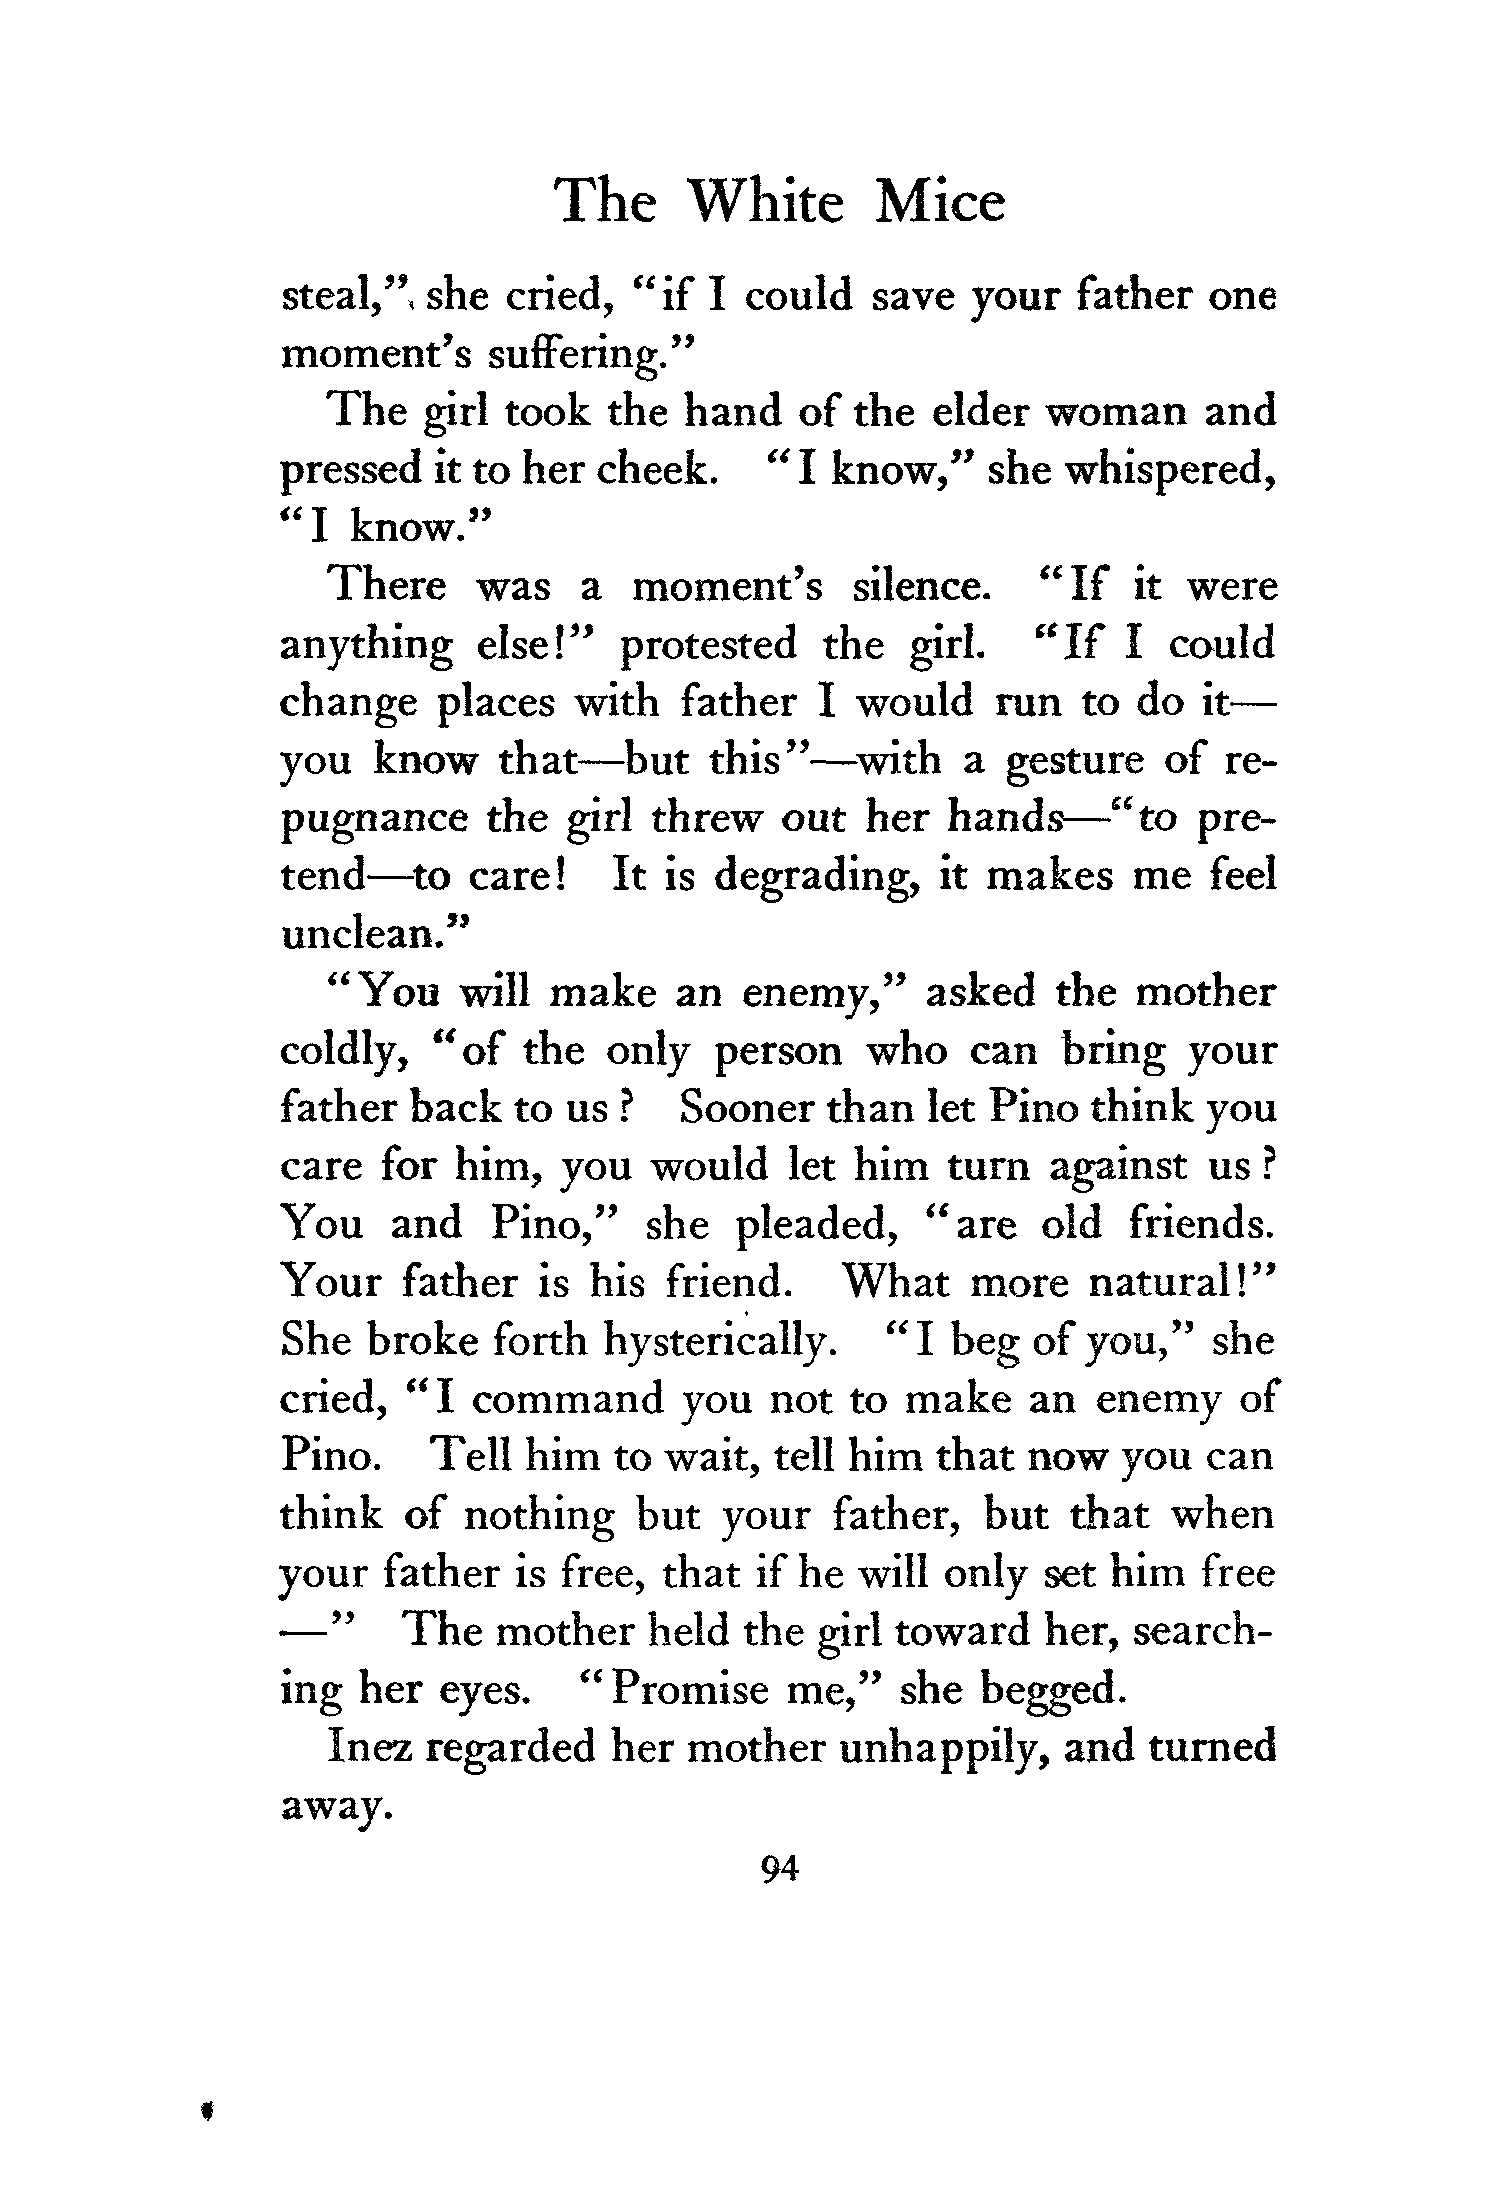 The White Mice
steal," she cried, "if I could save your father one
moment's suffering."
The girl took the hand of the elder woman and
pressed it to her cheek. "I know," she whispered,
"I know."
There was a moment's silence. "If it were
anything else!" protested the girl. "If I could
change places with father I would run to do it—
you know that—but this"—with a gesture of re-
pugnance the girl threw out her hands—"to pre-
tend—to care! It is degrading, it makes me feel
unclean."
"You will make an enemy," asked the mother
coldly, "of the only person who can bring your
father back to us? Sooner than let Pino think you
care for him, you would let him turn against us?
You and Pino," she pleaded, "are old friends.
Your father is his friend. What more natural!"
She broke forth hysterically. "I beg of you," she
cried, "I command you not to make an enemy of
Pino. Tell him to wait, tell him that now you can
think of nothing but your father, but that when
your father is free, that if he will only set him free
—" The mother held the girl toward her, search-
ing her eyes. "Promise me," she begged.
Inez regarded her mother unhappily, and turned
away.
94